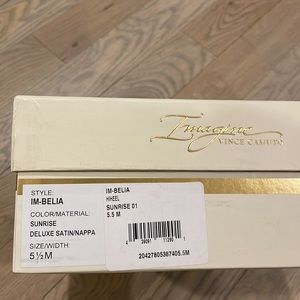 Imagine
VINCE CAMUTO
STYLE:
IM-BELIA
COLOR/MATERIAL:
SUNRISE
DELUXE SATIN/NAPPA
SIZE/WIDTH:
5½M
IM-BELIA
HIHEEL
SUNRISE 01
5.5 M
20427805387405.5M